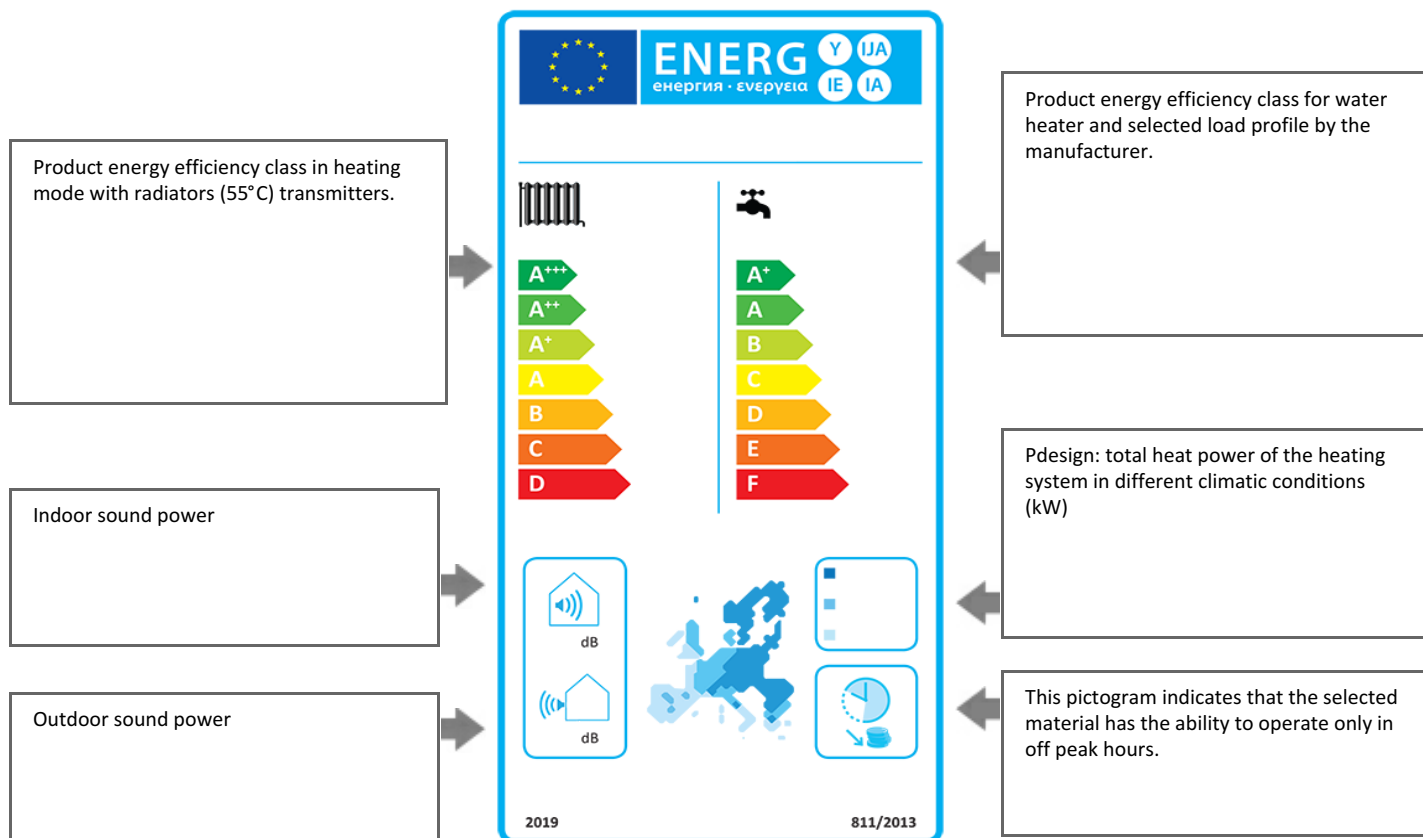 ENERG Y IJA
енергия · ενεργεια IE IA
Product energy efficiency class in heating
mode with radiators (55°C) transmitters.
Product energy efficiency class for water
heater and selected load profile by the
manufacturer.
A+++
A++
A+
A
B
C
D
A+
A
B
C
D
E
F
Indoor sound power
Pdesign: total heat power of the heating
system in different climatic conditions
(kW)
dB
Outdoor sound power
dB
This pictogram indicates that the selected
material has the ability to operate only in
off peak hours.
2019
811/2013